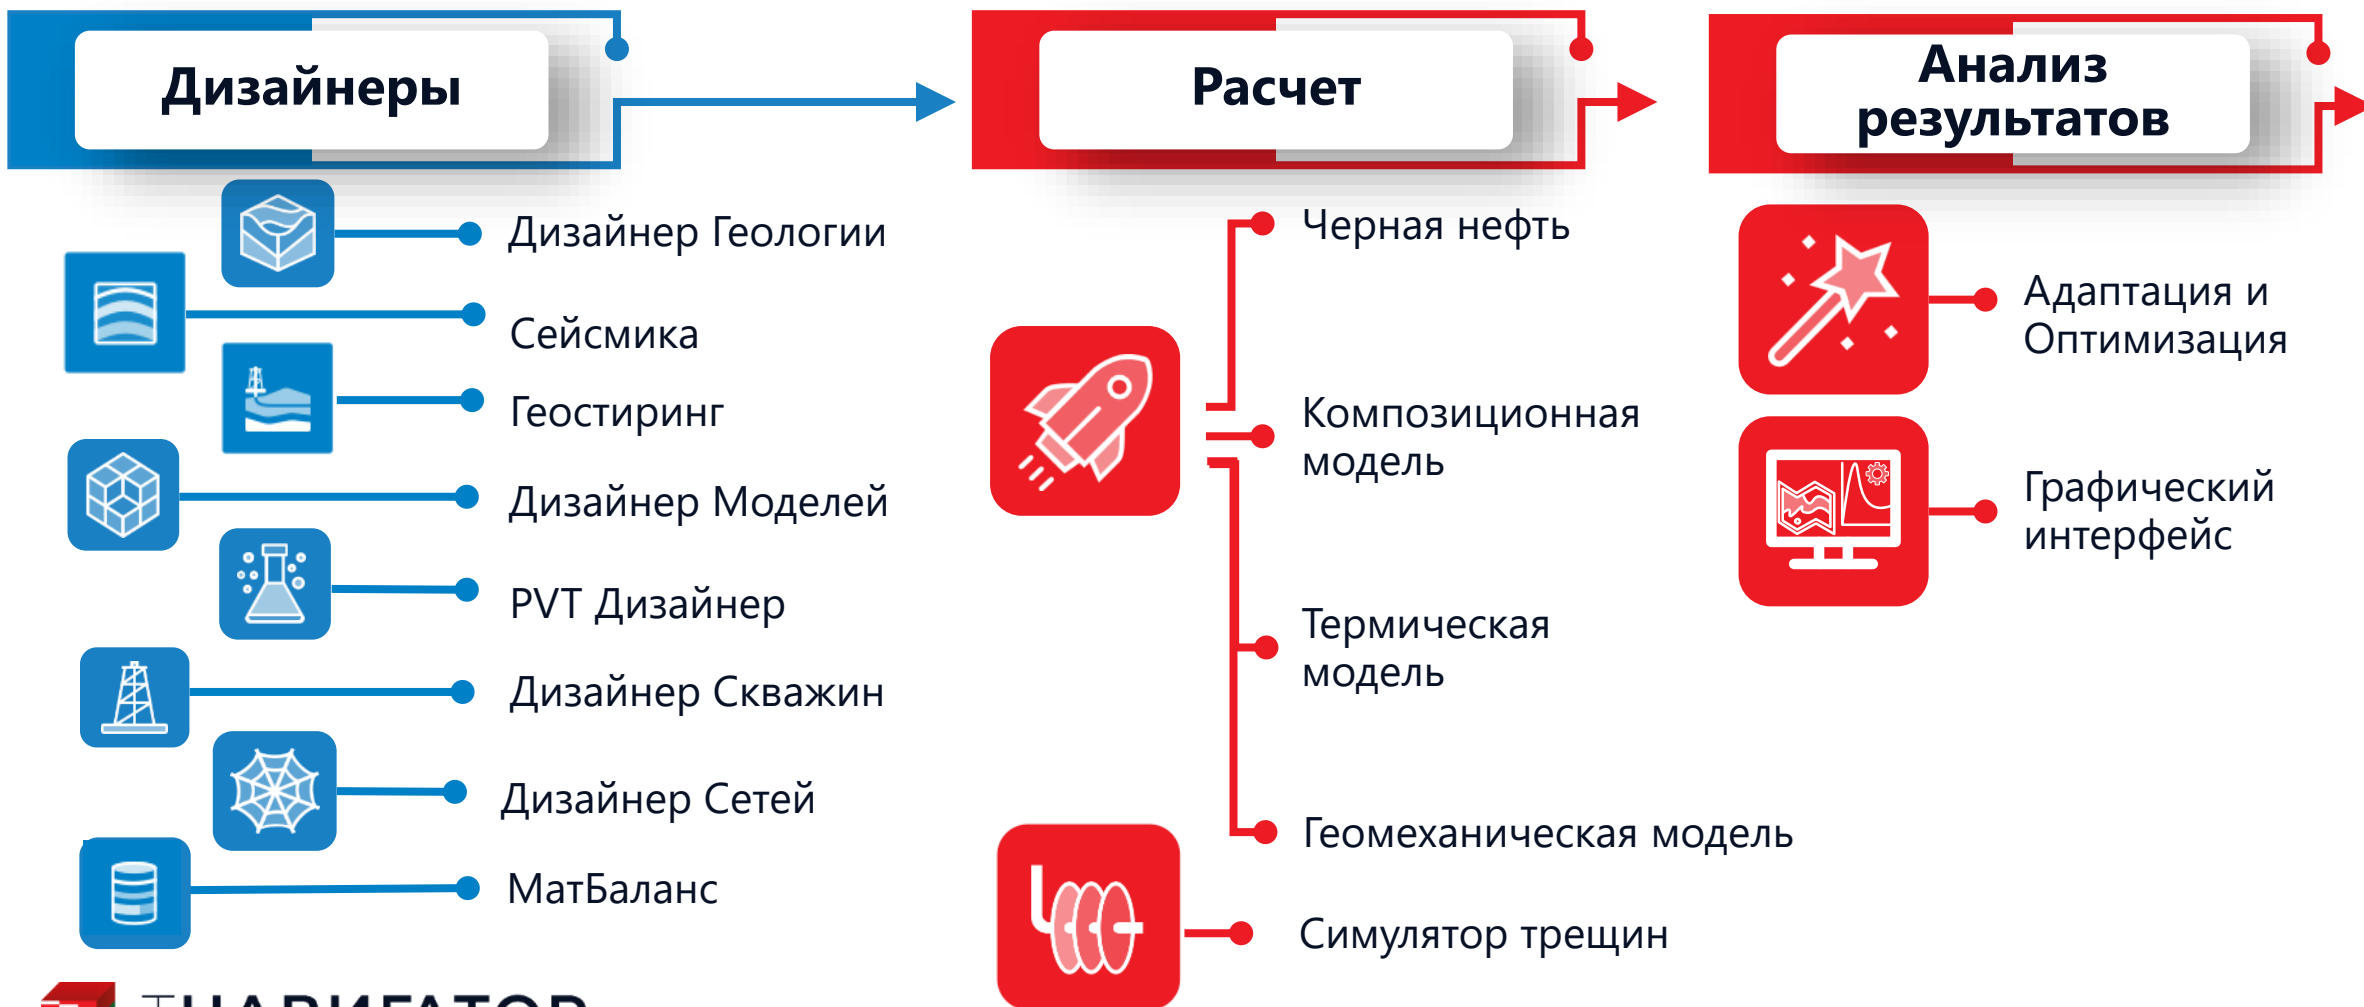 Дизайнеры
Дизайнер Геологии
Сейсмика
Геостиринг
Дизайнер Моделей
PVT Дизайнер
Дизайнер Скважин
Дизайнер Сетей
МатБаланс
Расчет
Черная нефть
Композиционная
модель
Термическая
модель
Геомеханическая модель
Симулятор трещин
Анализ
результатов
Адаптация и
Оптимизация
Графический
интерфейс
тНАВИГАТОР